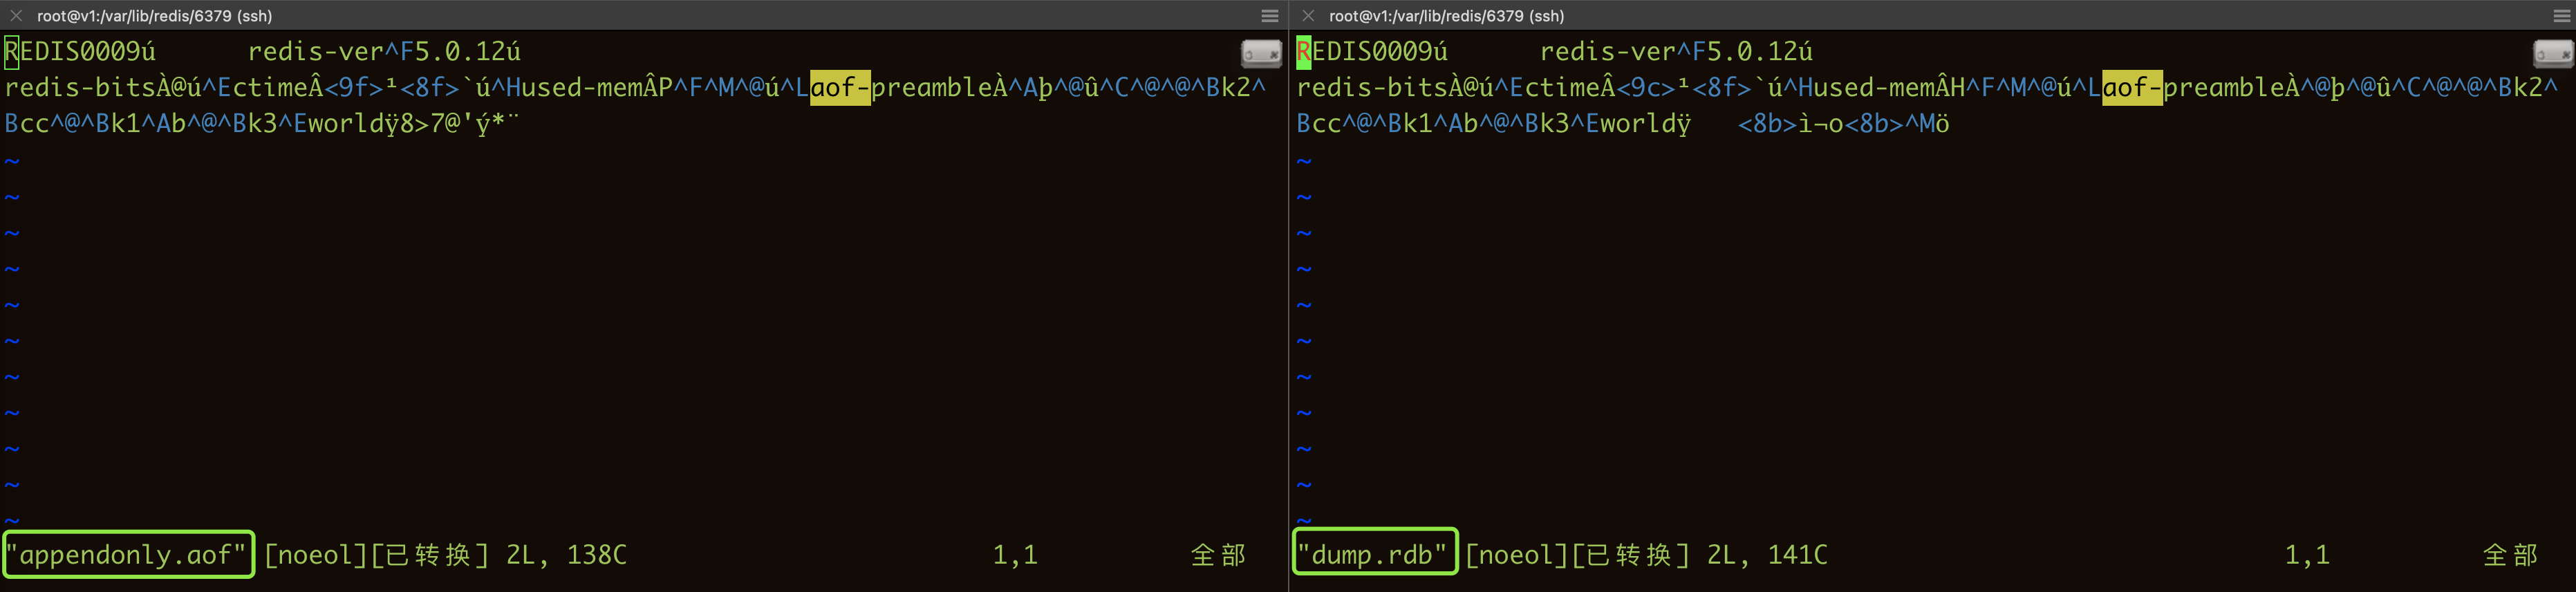 root@v1:/var/lib/redis/6379 (ssh)
REDIS0009ú      redis-ver^F5.0.12ú
redis-bitsÀ@ú^EctimeÂ<9f>¹<8f>`ú^Hused-memÂP^F^M^@ú^Laof-preambleÀ^Aþ^@û^C^@^@^Bk2^
Bcc^@^Bk1^Ab^@^Bk3^Eworldÿ8>7@'ý*¨
~
~
~
~
~
~
~
~
~
~
~
"appendonly.aof" [noeol][已转换] 2L, 138C 1,1 全部
root@v1:/var/lib/redis/6379 (ssh)
REDIS0009ú      redis-ver^F5.0.12ú
redis-bitsÀ@ú^EctimeÂ<9c>¹<8f>`ú^Hused-memÂH^F^M^@ú^Laof-preambleÀ^@þ^@û^C^@^@^Bk2^
Bcc^@^Bk1^Ab^@^Bk3^Eworldÿ   <8b>ì¬o<8b>^Mö
~
~
~
~
~
~
~
~
~
~
~
"dump.rdb" [noeol][已转换] 2L, 141C 1,1 全部